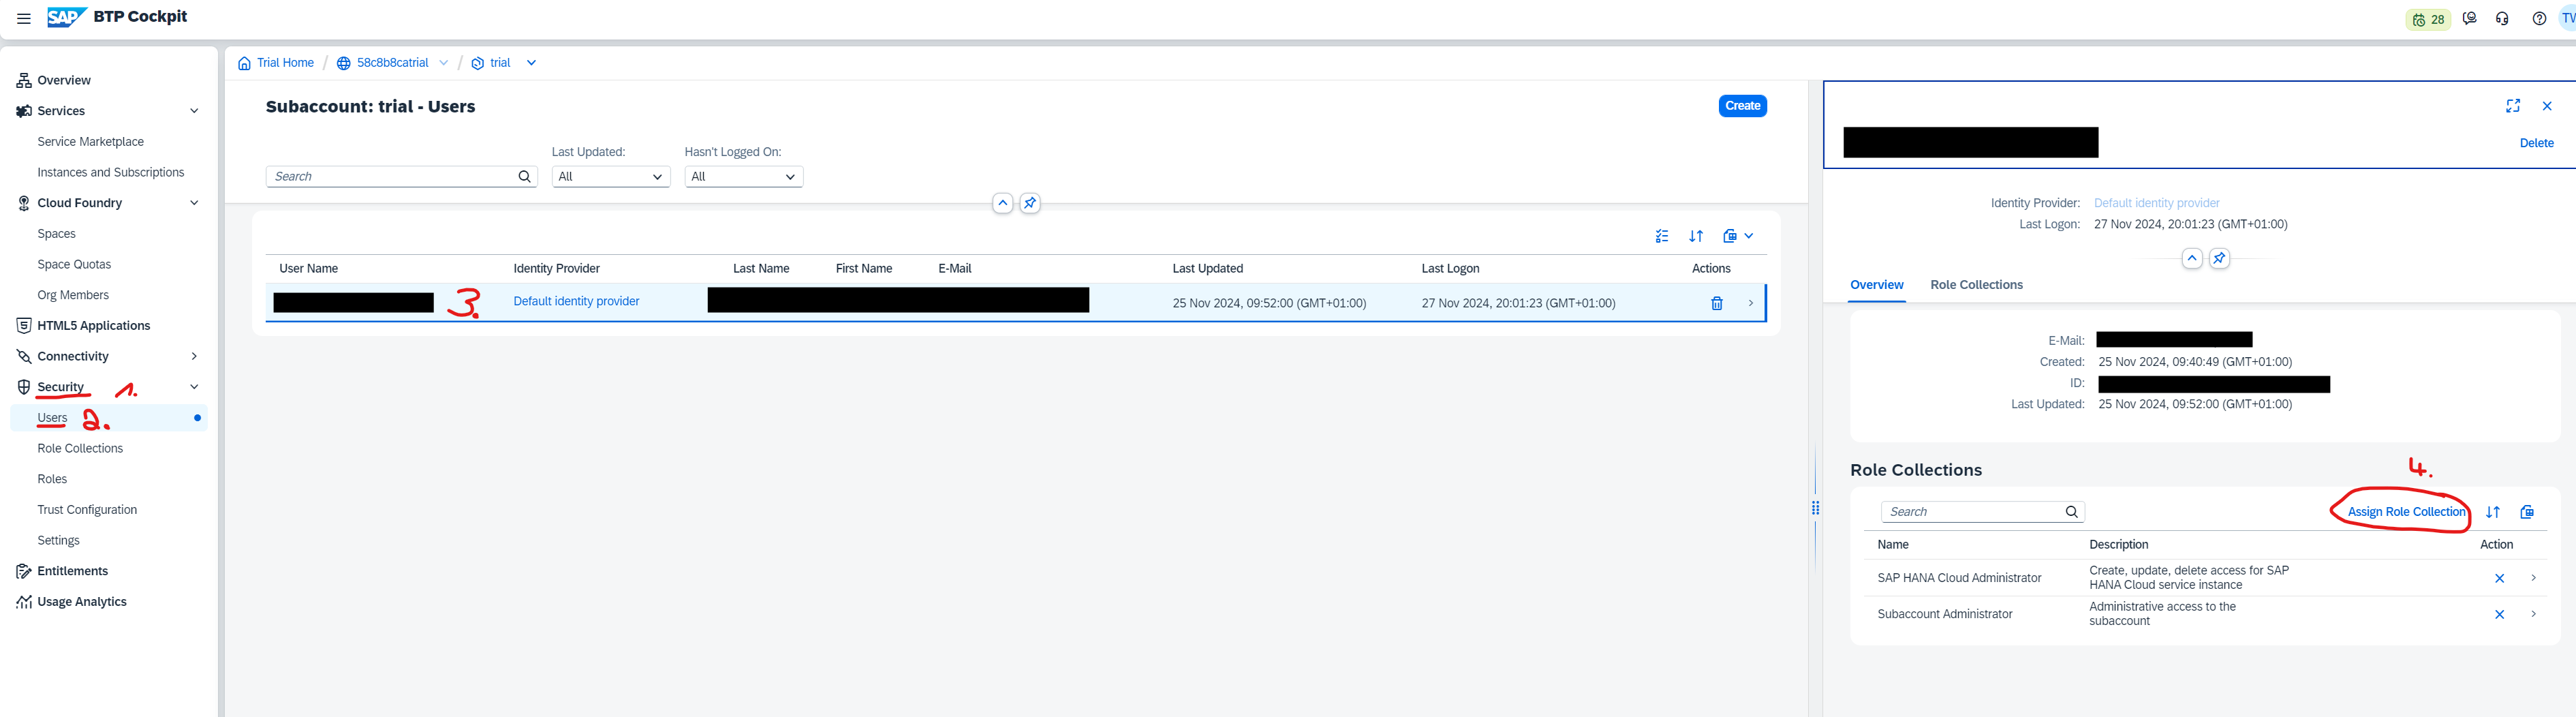 SAP BTP Cockpit
28
TW
Overview
Services
Service Marketplace
Instances and Subscriptions
Cloud Foundry
Spaces
Space Quotas
Org Members
HTML5 Applications
Connectivity
Security 1.
Users 2.
Role Collections
Roles
Trust Configuration
Settings
Entitlements
Usage Analytics
Trial Home / 58c8b8catrial / trial
Subaccount: trial - Users
Create
Last Updated: Hasn't Logged On:
Search All All
User Name Identity Provider Last Name First Name E-Mail Last Updated Last Logon Actions
3. Default identity provider 25 Nov 2024, 09:52:00 (GMT+01:00) 27 Nov 2024, 20:01:23 (GMT+01:00)
Delete
Identity Provider: Default identity provider
Last Logon: 27 Nov 2024, 20:01:23 (GMT+01:00)
Overview Role Collections
E-Mail:
Created: 25 Nov 2024, 09:40:49 (GMT+01:00)
ID:
Last Updated: 25 Nov 2024, 09:52:00 (GMT+01:00)
Role Collections
4.
Search Assign Role Collection
Name Description Action
SAP HANA Cloud Administrator Create, update, delete access for SAP
HANA Cloud service instance
Subaccount Administrator Administrative access to the
subaccount